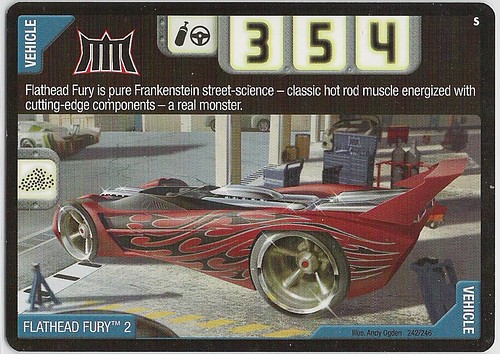 VEHICLE
3 5 4
S
Flathead Fury is pure Frankenstein street-science – classic hot rod muscle energized with
cutting-edge components – a real monster.
FLATHEAD FURY™ 2
Illus. Andy Ogden 242/246
VEHICLE